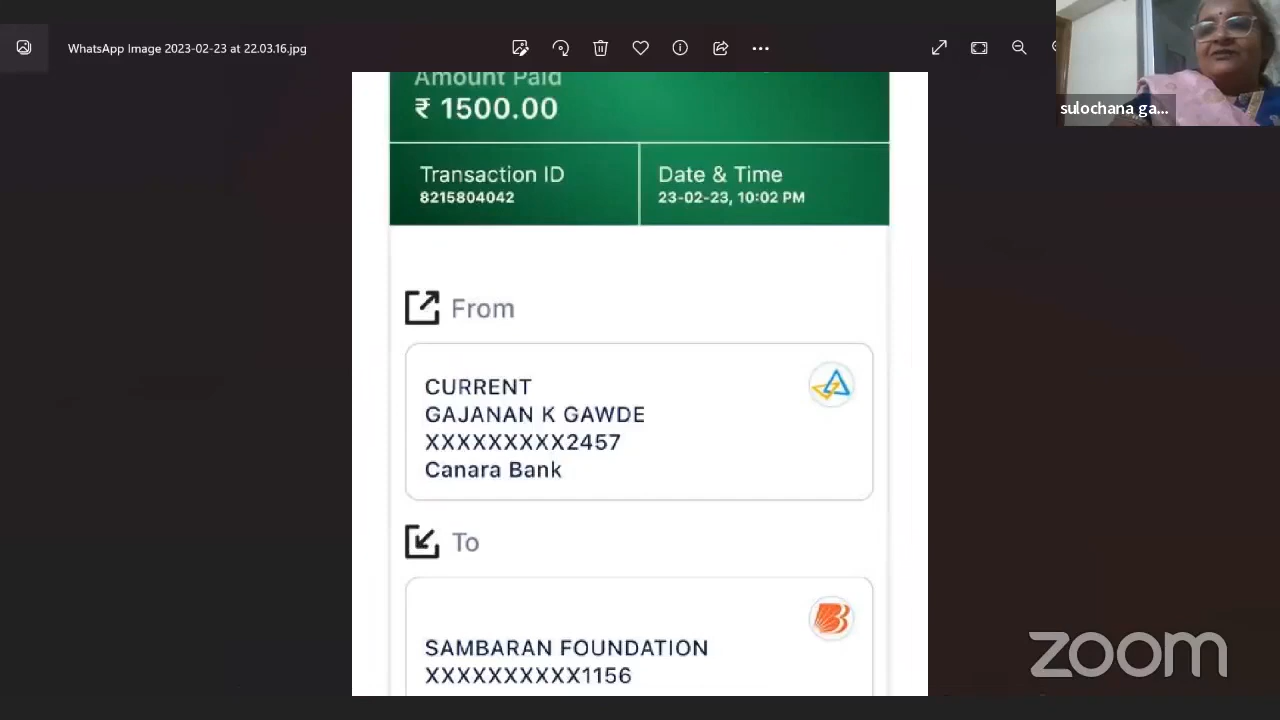 WhatsApp Image 2023-02-23 at 22.03.16.jpg
sulochana ga...
Amount Paid
₹ 1500.00
Transaction ID
8215804042
Date & Time
23-02-23, 10:02 PM
From
CURRENT
GAJANAN K GAWDE
XXXXXXXXX2457
Canara Bank
To
SAMBARAN FOUNDATION
XXXXXXXXXX1156
zoom